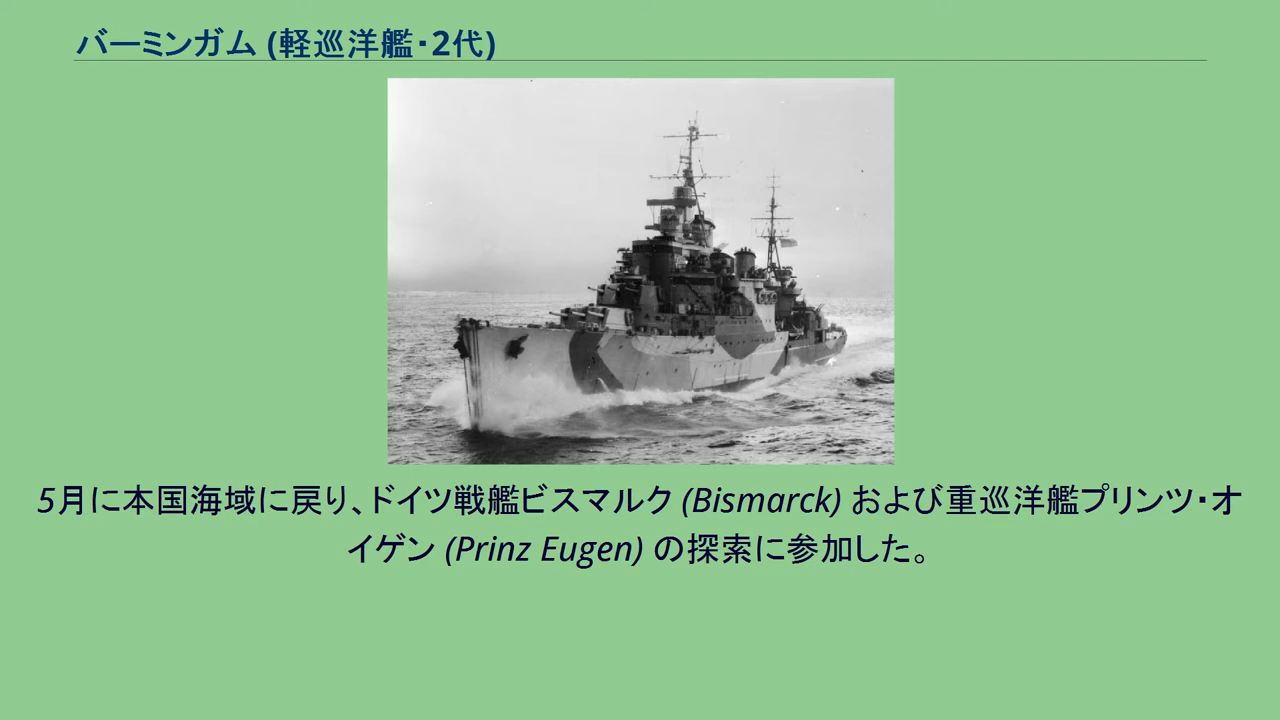 バーミンガム (軽巡洋艦・2代)
5月に本国海域に戻り、ドイツ戦艦ビスマルク (Bismarck) および重巡洋艦プリンツ・オ
イゲン (Prinz Eugen) の探索に参加した。